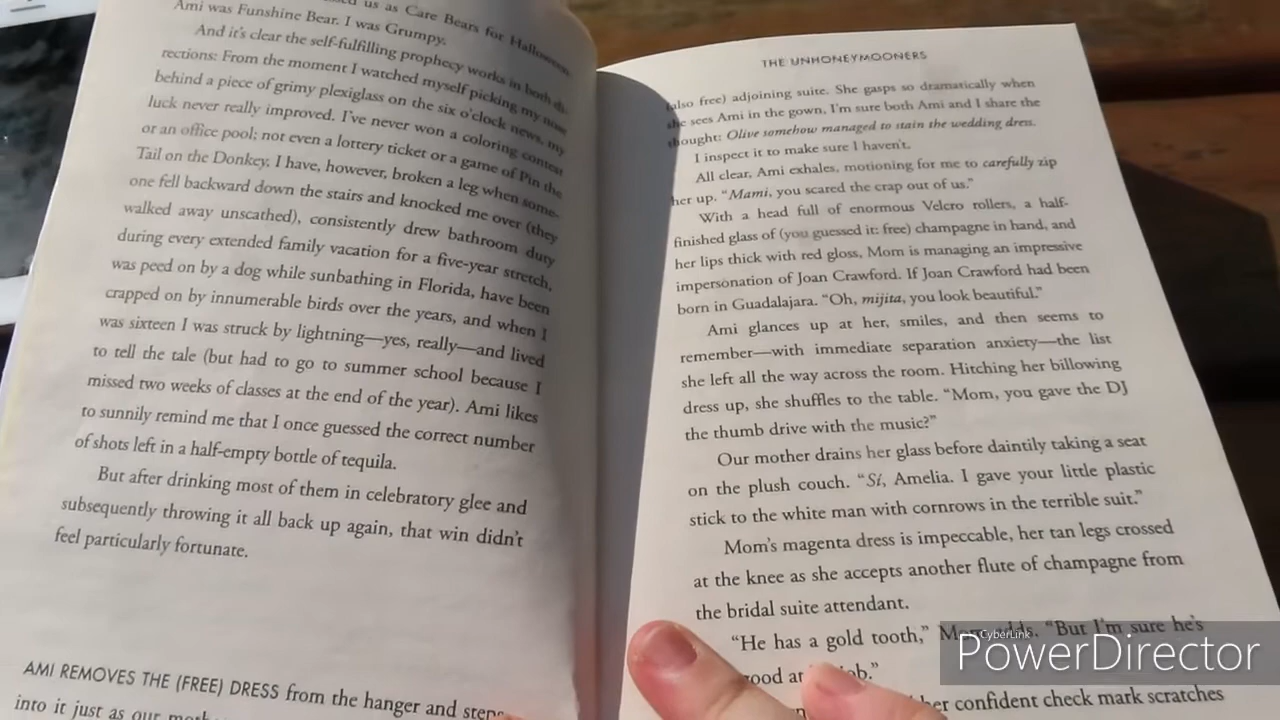 us as Care Bears for Halloween.
Ami was Funshine Bear. I was Grumpy.
And it's clear the self-fulfilling prophecy works in both di-
rections: From the moment I watched myself picking my nose
behind a piece of grimy plexiglass on the six o'clock news, my
luck never really improved. I've never won a coloring contest
or an office pool; not even a lottery ticket or a game of Pin the
Tail on the Donkey. I have, however, broken a leg when some-
one fell backward down the stairs and knocked me over (they
walked away unscathed), consistently drew bathroom duty
during every extended family vacation for a five-year stretch,
was peed on by a dog while sunbathing in Florida, have been
crapped on by innumerable birds over the years, and when I
was sixteen I was struck by lightning—yes, really—and lived
to tell the tale (but had to go to summer school because I
missed two weeks of classes at the end of the year). Ami likes
to sunnily remind me that I once guessed the correct number
of shots left in a half-empty bottle of tequila.
But after drinking most of them in celebratory glee and
subsequently throwing it all back up again, that win didn't
feel particularly fortunate.
AMI REMOVES THE (FREE) DRESS from the hanger and steps
into it just as our
THE UNHONEYMOONERS
(also free) adjoining suite. She gasps so dramatically when
she sees Ami in the gown, I'm sure both Ami and I share the
thought: Olive somehow managed to stain the wedding dress.
I inspect it to make sure I haven't.
All clear, Ami exhales, motioning for me to carefully zip
her up. "Mami, you scared the crap out of us."
With a head full of enormous Velcro rollers, a half-
finished glass of (you guessed it: free) champagne in hand, and
her lips thick with red gloss, Mom is managing an impressive
impersonation of Joan Crawford. If Joan Crawford had been
born in Guadalajara. "Oh, mijita, you look beautiful."
Ami glances up at her, smiles, and then seems to
remember—with immediate separation anxiety—the list
she left all the way across the room. Hitching her billowing
dress up, she shuffles to the table. "Mom, you gave the DJ
the thumb drive with the music?"
Our mother drains her glass before daintily taking a seat
on the plush couch. "Sí, Amelia. I gave your little plastic
stick to the white man with cornrows in the terrible suit."
Mom's magenta dress is impeccable, her tan legs crossed
at the knee as she accepts another flute of champagne from
the bridal suite attendant.
"He has a gold tooth," Mom adds. "But I'm sure he's
good job."
her confident check mark scratches
CyberLink
PowerDirector